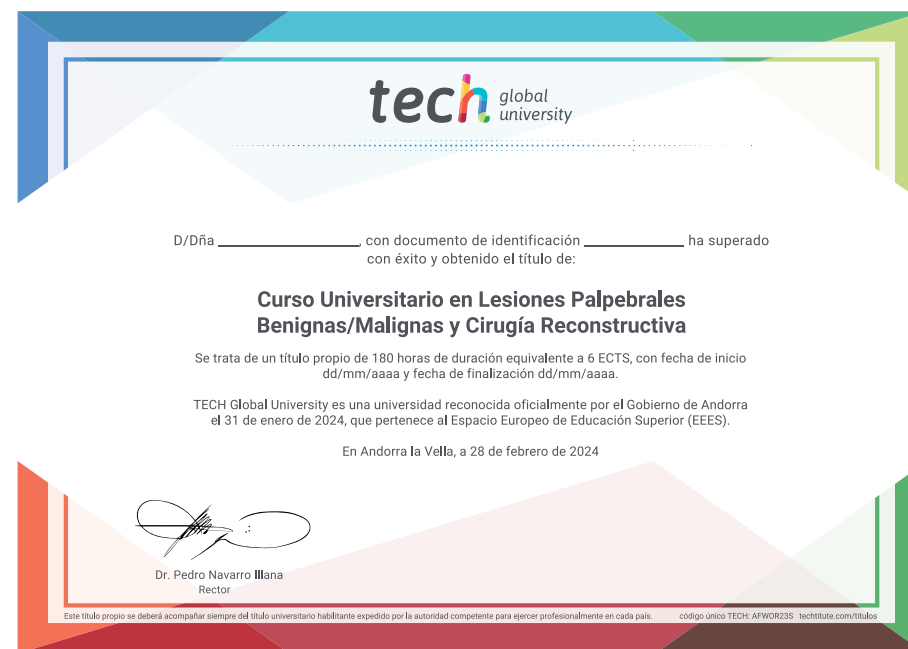 tech global university
D/Dña ____________, con documento de identificación ____________ ha superado
con éxito y obtenido el título de:
Curso Universitario en Lesiones Palpebrales
Benignas/Malignas y Cirugía Reconstructiva
Se trata de un título propio de 180 horas de duración equivalente a 6 ECTS, con fecha de inicio
dd/mm/aaaa y fecha de finalización dd/mm/aaaa.
TECH Global University es una universidad reconocida oficialmente por el Gobierno de Andorra
el 31 de enero de 2024, que pertenece al Espacio Europeo de Educación Superior (EEES).
En Andorra la Vella, a 28 de febrero de 2024
Dr. Pedro Navarro Illana
Rector
Este título propio se deberá acompañar siempre del título universitario habilitante expedido por la autoridad competente para ejercer profesionalmente en cada país. código único TECH: AFWOR23S techtitute.com/titulos